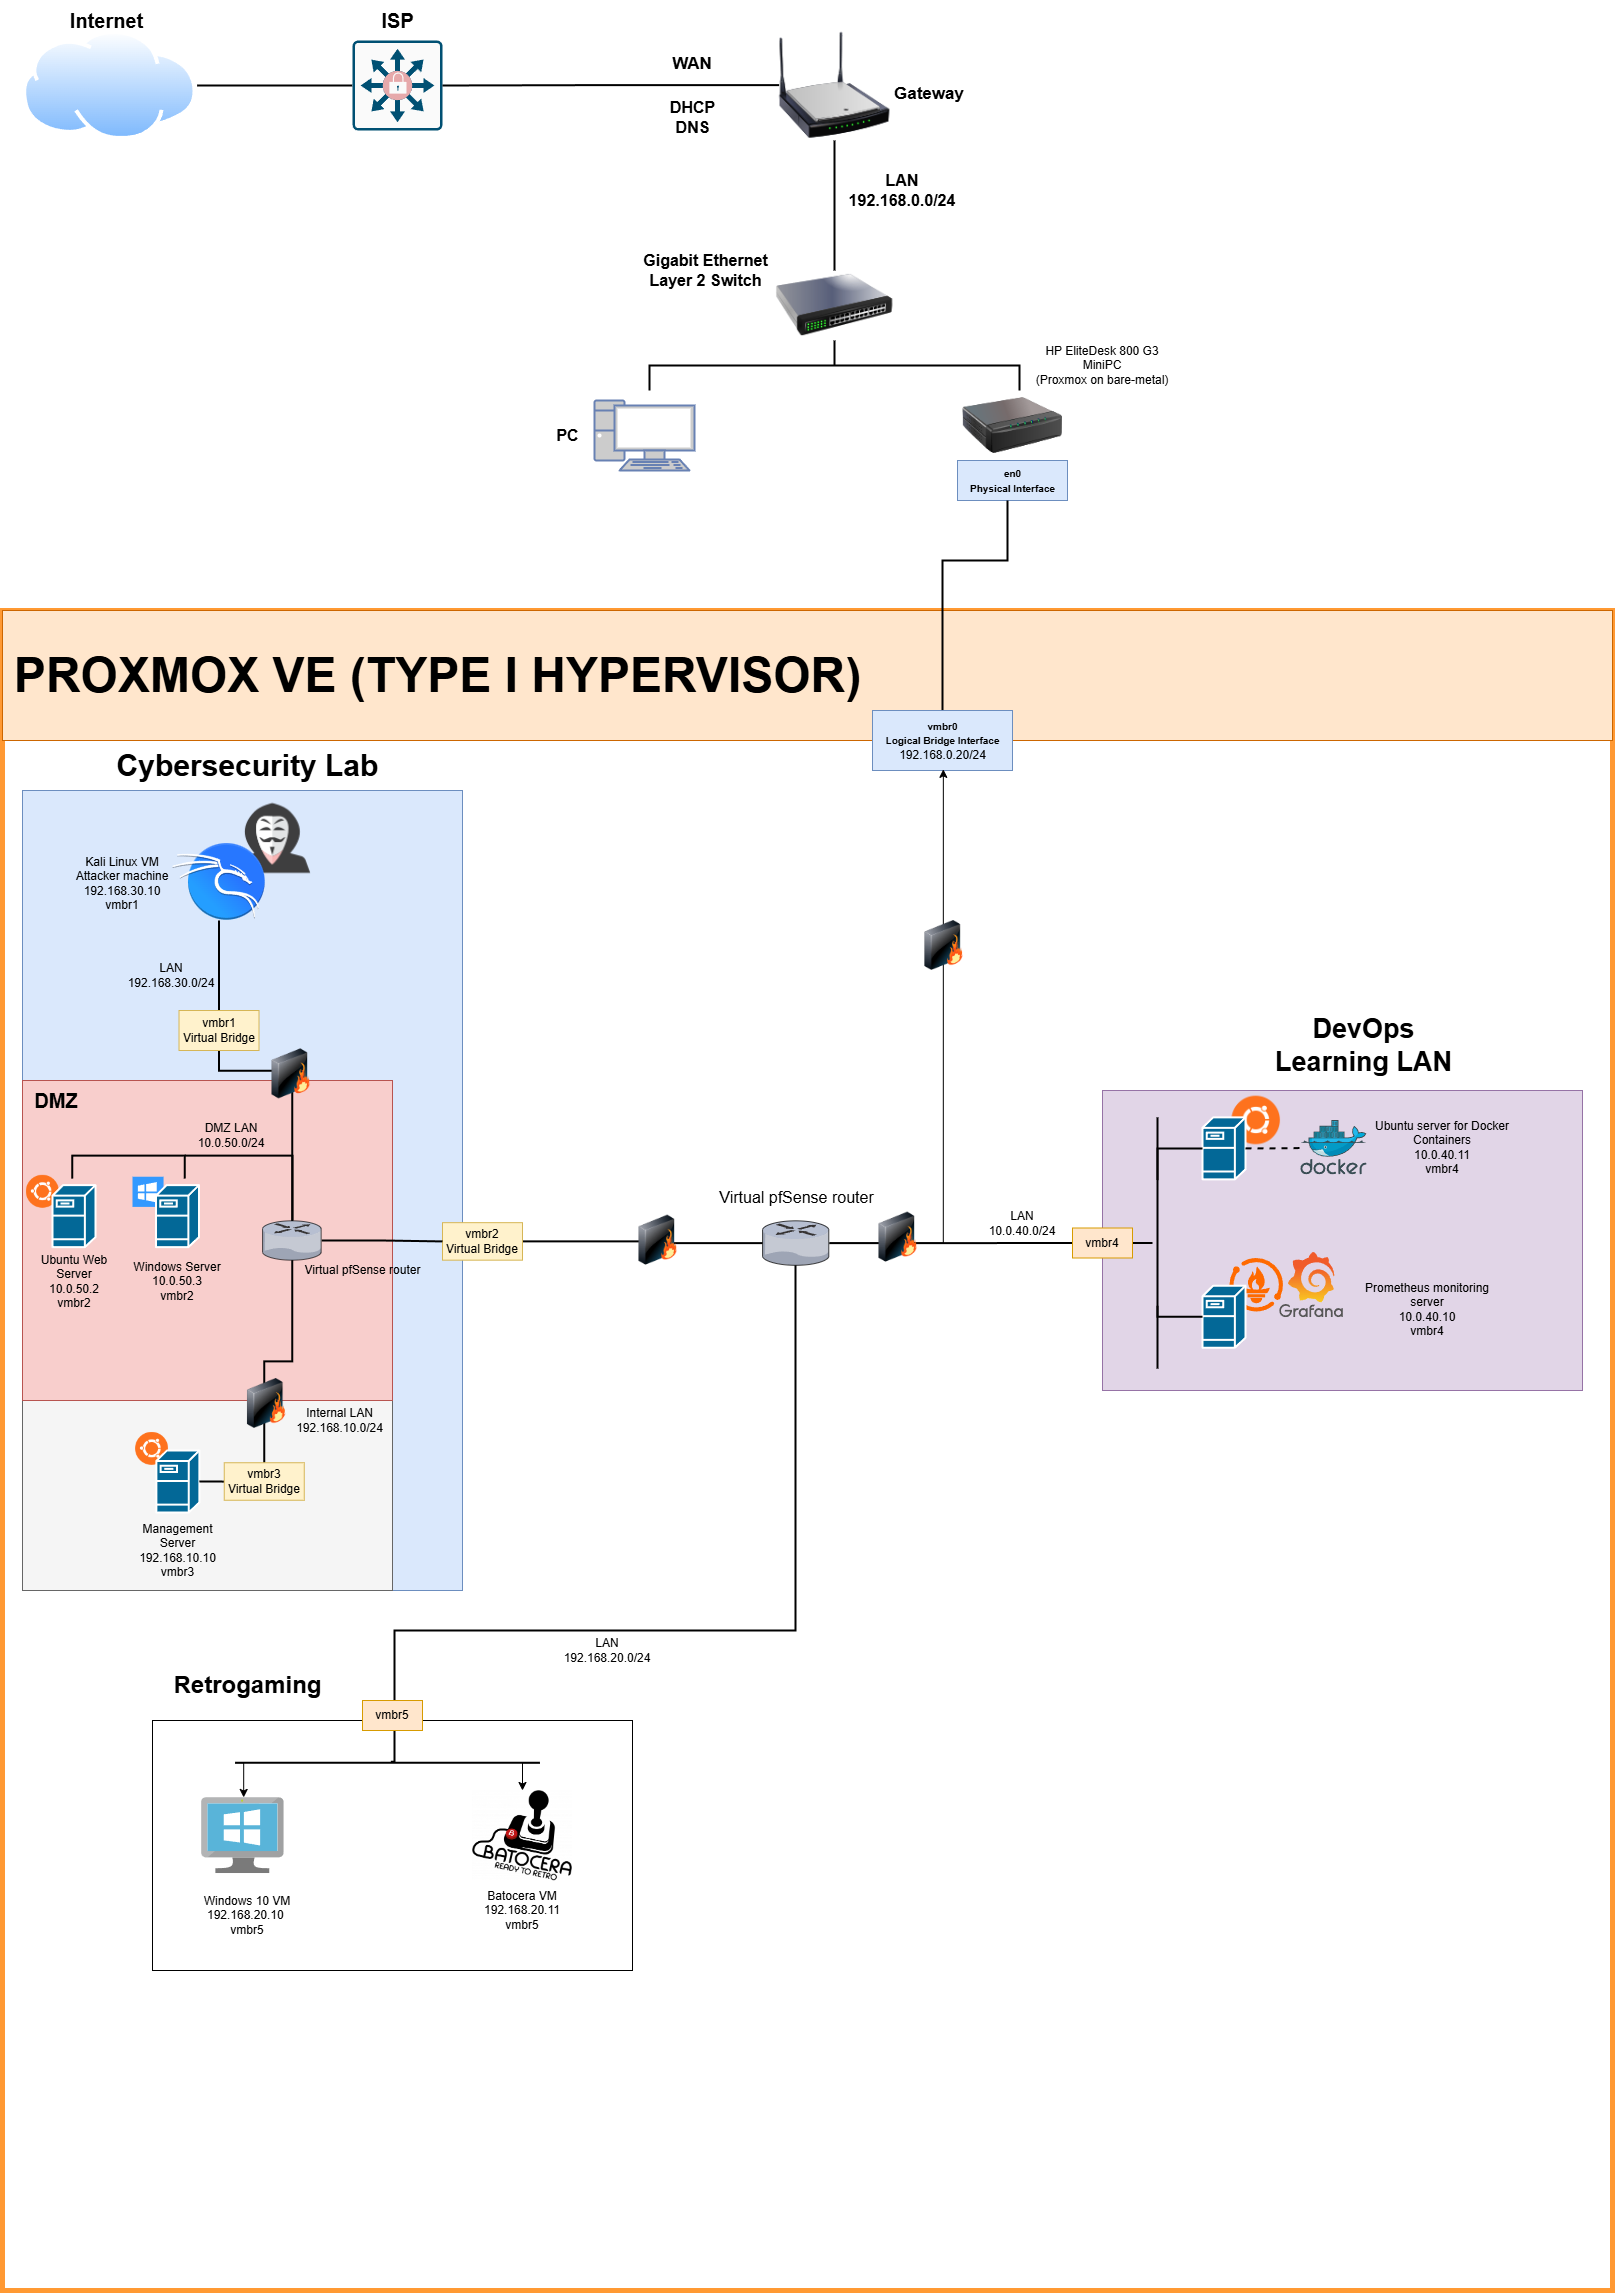 Internet
ISP
WAN
DHCP
DNS
Gateway
LAN
192.168.0.0/24
Gigabit Ethernet
Layer 2 Switch
HP EliteDesk 800 G3
MiniPC
(Proxmox on bare-metal)
PC
en0
Physical Interface
PROXMOX VE (TYPE I HYPERVISOR)
vmbr0
Logical Bridge Interface
192.168.0.20/24
Cybersecurity Lab
Kali Linux VM
Attacker machine
192.168.30.10
vmbr1
LAN
192.168.30.0/24
vmbr1
Virtual Bridge
DMZ
DMZ LAN
10.0.50.0/24
Ubuntu Web
Server
10.0.50.2
vmbr2
Windows Server
10.0.50.3
vmbr2
Virtual pfSense router
vmbr2
Virtual Bridge
Internal LAN
192.168.10.0/24
vmbr3
Virtual Bridge
Management
Server
192.168.10.10
vmbr3
Virtual pfSense router
LAN
10.0.40.0/24
vmbr4
DevOps
Learning LAN
docker
Ubuntu server for Docker
Containers
10.0.40.11
vmbr4
Grafana
Prometheus monitoring
server
10.0.40.10
vmbr4
LAN
192.168.20.0/24
Retrogaming
vmbr5
Windows 10 VM
192.168.20.10
vmbr5
BATOCERA
READY TO RETRO
Batocera VM
192.168.20.11
vmbr5